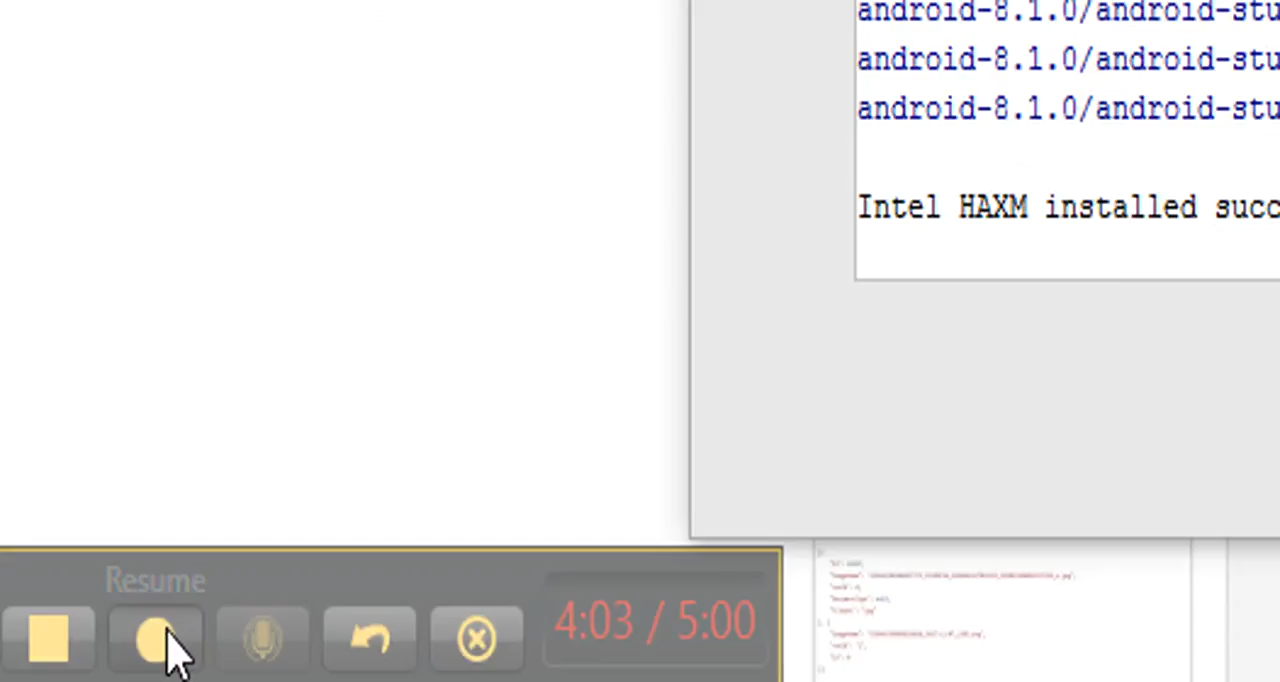 android-8.1.0/android-stu
android-8.1.0/android-stu
android-8.1.0/android-stu
Intel HAXM installed succ
Resume
4:03 / 5:00